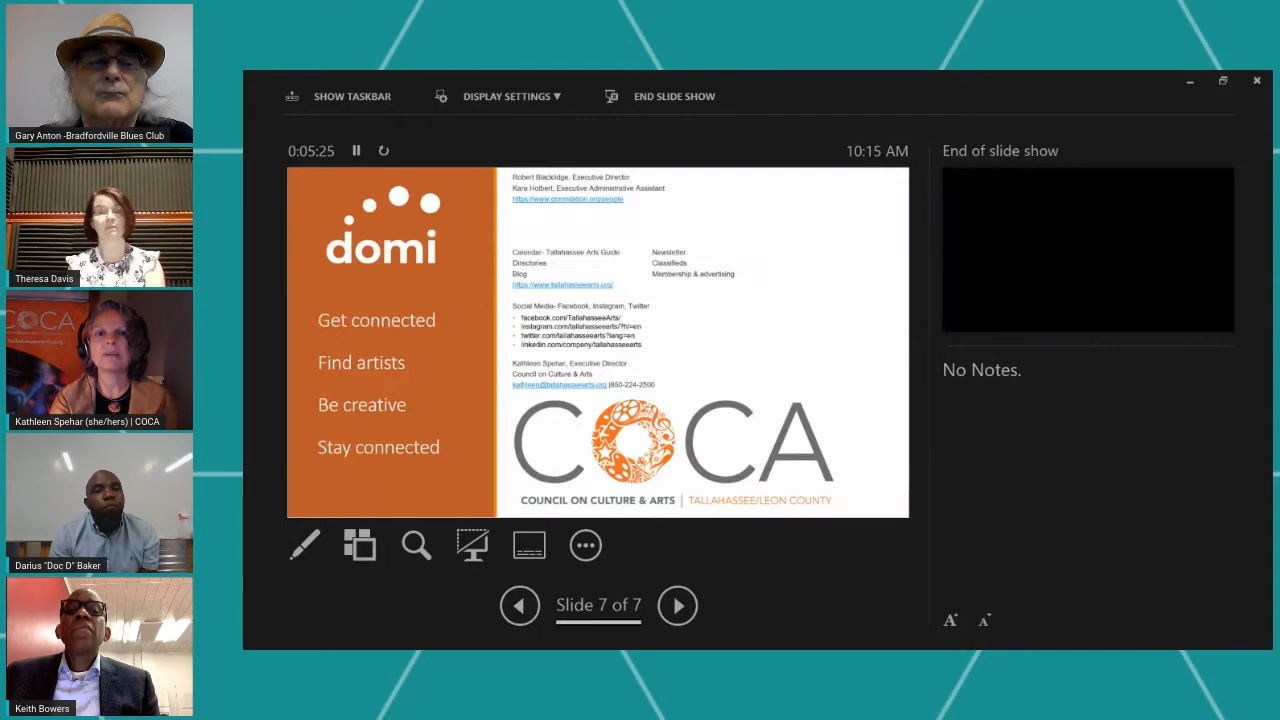 Gary Anton -Bradfordville Blues Club
Theresa Davis
COCA
TallahasseeArts.org
Kathleen Spehar (she/hers) | COCA
Darius "Doc D" Baker
Keith Bowers
SHOW TASKBAR
DISPLAY SETTINGS ▼
END SLIDE SHOW
0:05:25
10:15 AM
domi
Get connected
Find artists
Be creative
Stay connected
Robert Blacklidge, Executive Director
Kara Holbert, Executive Administrative Assistant
https://www.domistation.org/people
Calendar- Tallahassee Arts Guide
Directories
Blog
https://www.tallahasseearts.org/
Newsletter
Classifieds
Membership & advertising
Social Media- Facebook, Instagram, Twitter
• facebook.com/TallahasseeArts/
• instagram.com/tallahasseearts/?hl=en
• twitter.com/tallahasseearts?lang=en
• linkedin.com/company/tallahasseearts
Kathleen Spehar, Executive Director
Council on Culture & Arts
kathleen@tallahasseearts.org |850-224-2500
COCA
COUNCIL ON CULTURE & ARTS | TALLAHASSEE/LEON COUNTY
Slide 7 of 7
End of slide show
No Notes.
A A